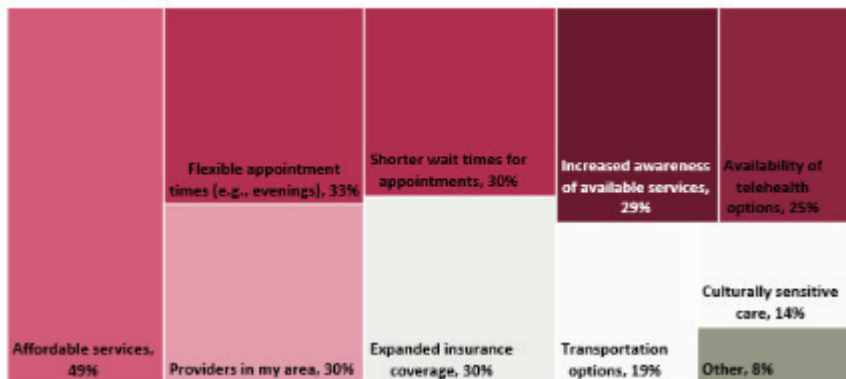 Affordable services,
49%
Flexible appointment
times (e.g., evenings), 33%
Providers in my area, 30%
Shorter wait times for
appointments, 30%
Expanded insurance
coverage, 30%
Increased awareness
of available services,
29%
Availability of
telehealth
options, 25%
Transportation
options, 19%
Culturally sensitive
care, 14%
Other, 8%